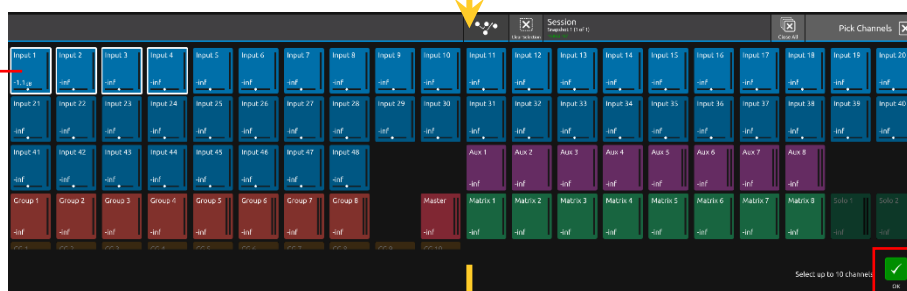 Session
Snapshot 1 (1 of 1)
Clear All
Pick Channels
Input 1 Input 2 Input 3 Input 4 Input 5 Input 6 Input 7 Input 8 Input 9 Input 10 Input 11 Input 12 Input 13 Input 14 Input 15 Input 16 Input 17 Input 18 Input 19 Input 20
-1.1 dB -inf -inf -inf -inf -inf -inf -inf -inf -inf -inf -inf -inf -inf -inf -inf -inf -inf -inf -inf
Input 21 Input 22 Input 23 Input 24 Input 25 Input 26 Input 27 Input 28 Input 29 Input 30 Input 31 Input 32 Input 33 Input 34 Input 35 Input 36 Input 37 Input 38 Input 39 Input 40
-inf -inf -inf -inf -inf -inf -inf -inf -inf -inf -inf -inf -inf -inf -inf -inf -inf -inf -inf -inf
Input 41 Input 42 Input 43 Input 44 Input 45 Input 46 Input 47 Input 48 Aux 1 Aux 2 Aux 3 Aux 4 Aux 5 Aux 6 Aux 7 Aux 8
-inf -inf -inf -inf -inf -inf -inf -inf -inf -inf -inf -inf -inf -inf -inf -inf
Group 1 Group 2 Group 3 Group 4 Group 5 Group 6 Group 7 Group 8 Master Matrix 1 Matrix 2 Matrix 3 Matrix 4 Matrix 5 Matrix 6 Matrix 7 Matrix 8 Solo 1 Solo 2
-inf -inf -inf -inf -inf -inf -inf -inf -inf -inf -inf -inf -inf -inf -inf -inf -inf -inf -inf
Select up to 10 channels
OK